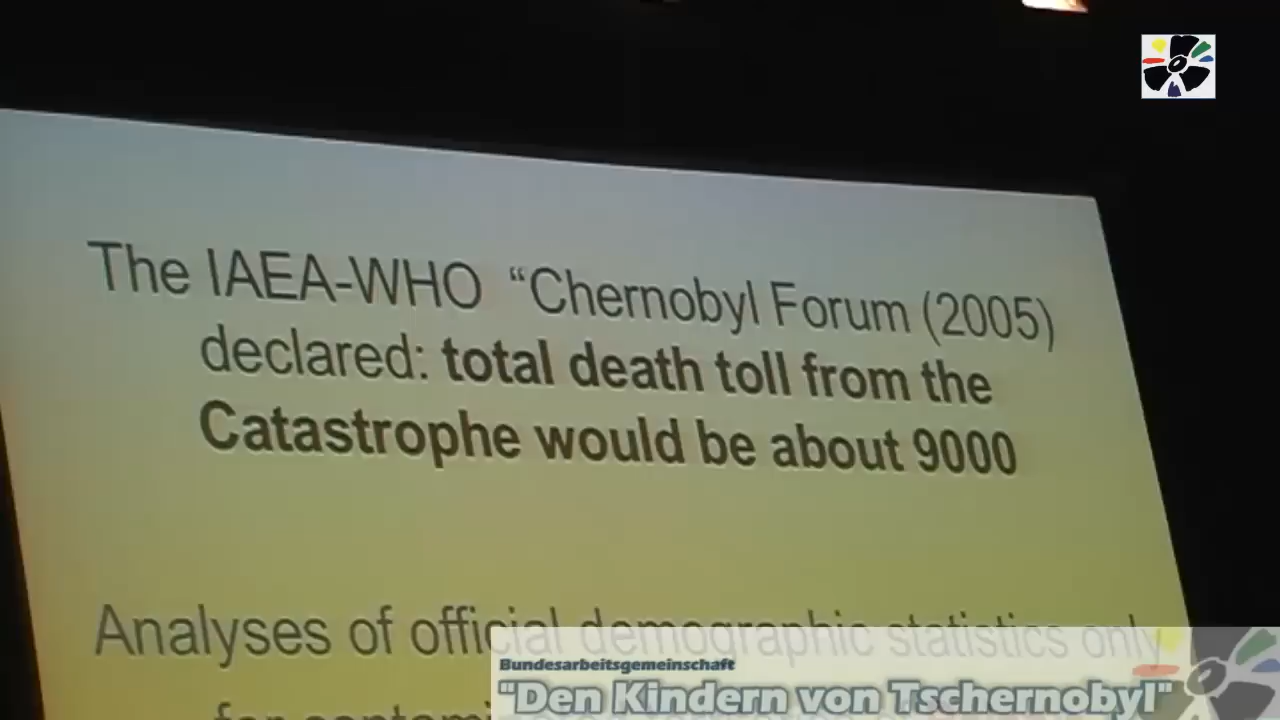 The IAEA-WHO “Chernobyl Forum (2005)
declared: total death toll from the
Catastrophe would be about 9000
Analyses of official demographic statistics only
for
Bundesarbeitsgemeinschaft
"Den Kindern von Tschernobyl"